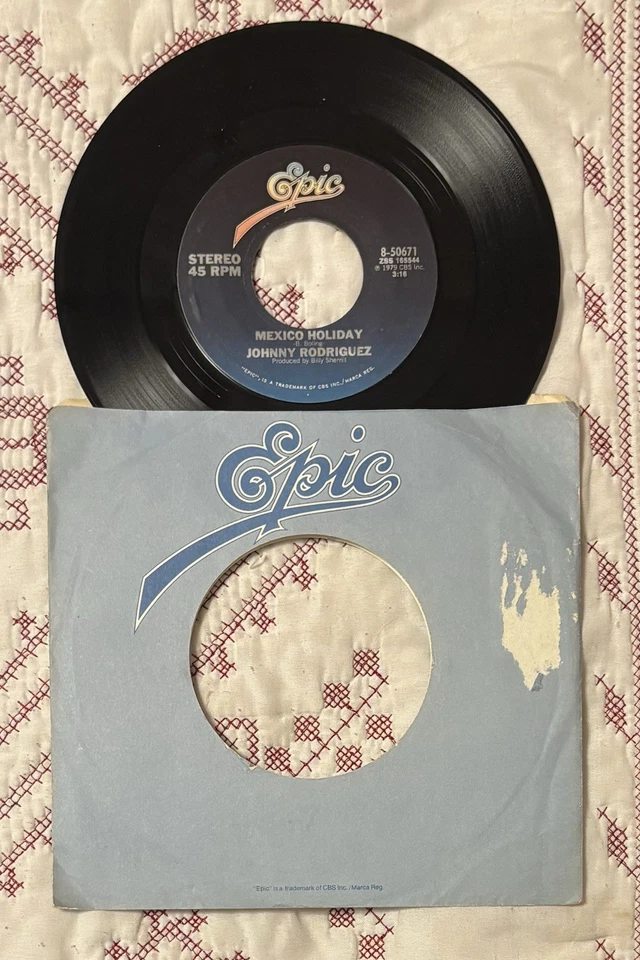 Epic
STEREO
45 RPM
8-50671
ZSS 165544
℗ 1979 CBS Inc.
3:16
MEXICO HOLIDAY
-B. Boling-
JOHNNY RODRIGUEZ
Produced by Billy Sherrill
"EPIC", IS A TRADEMARK OF CBS INC./MARCA REG.
Epic
"Epic" is a trademark of CBS Inc./Marca Reg.